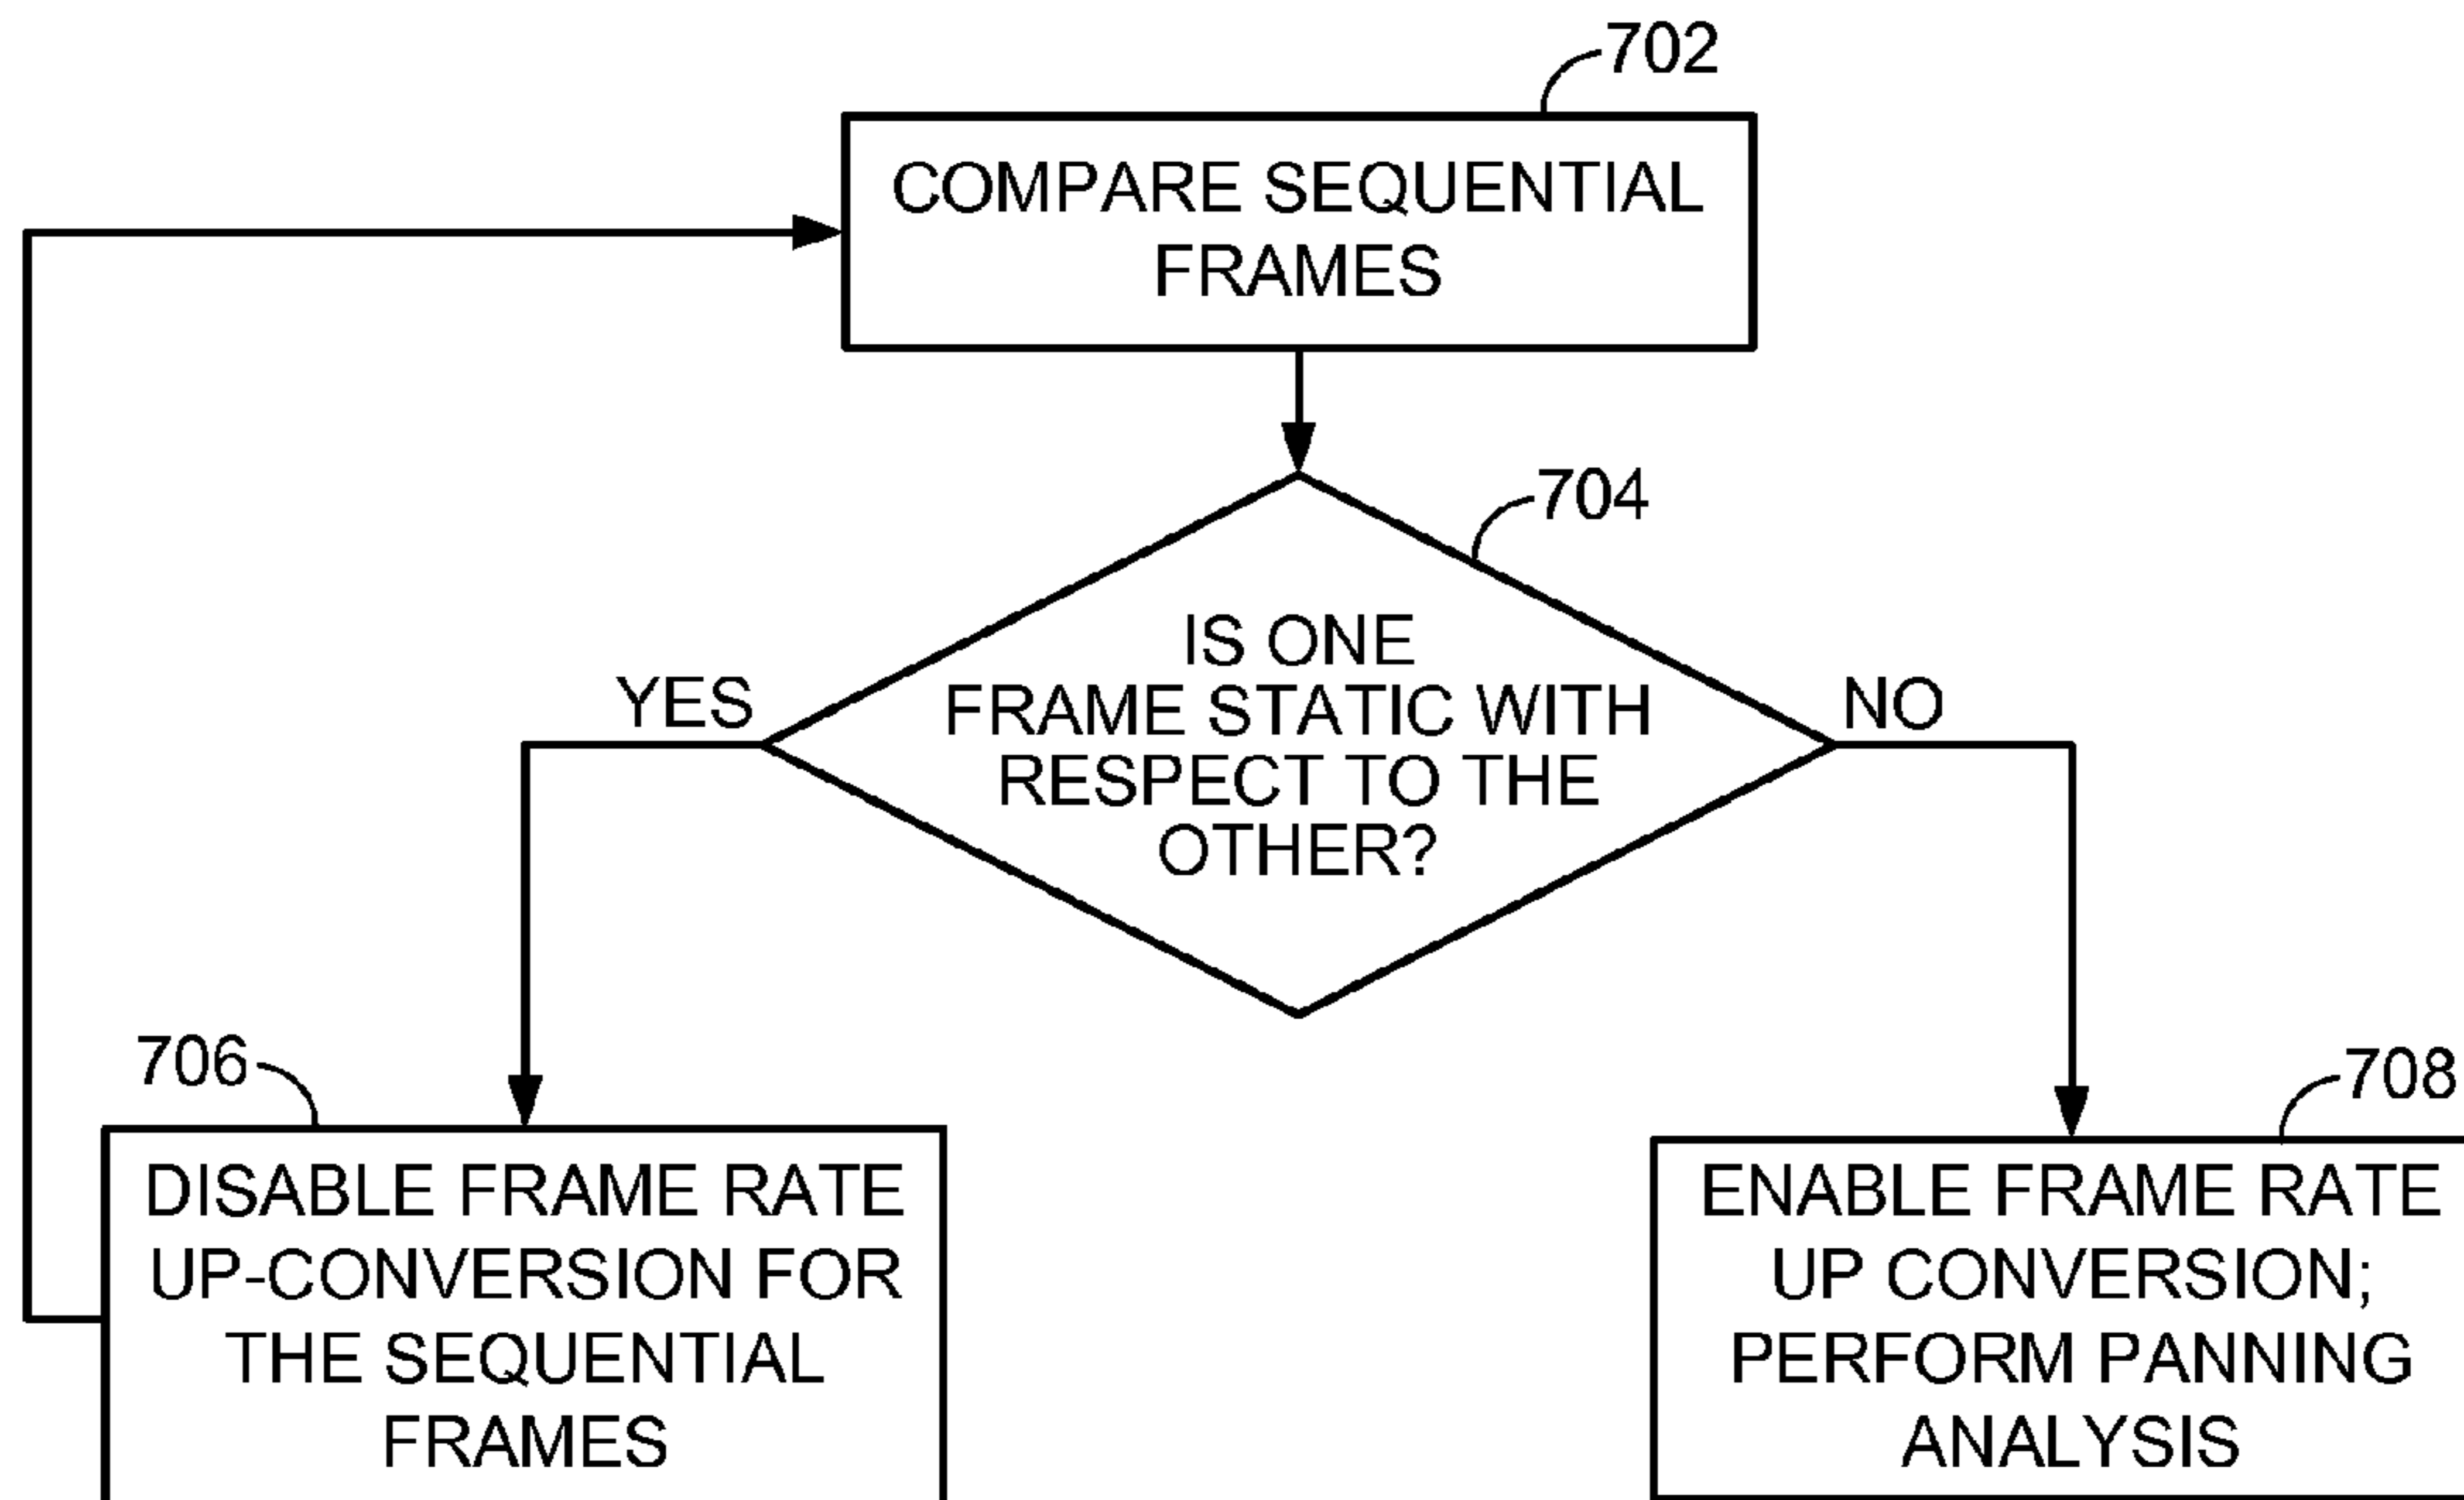 702
COMPARE SEQUENTIAL
FRAMES
704
IS ONE
FRAME STATIC WITH
RESPECT TO THE
OTHER?
YES
NO
706
DISABLE FRAME RATE
UP-CONVERSION FOR
THE SEQUENTIAL
FRAMES
708
ENABLE FRAME RATE
UP CONVERSION;
PERFORM PANNING
ANALYSIS